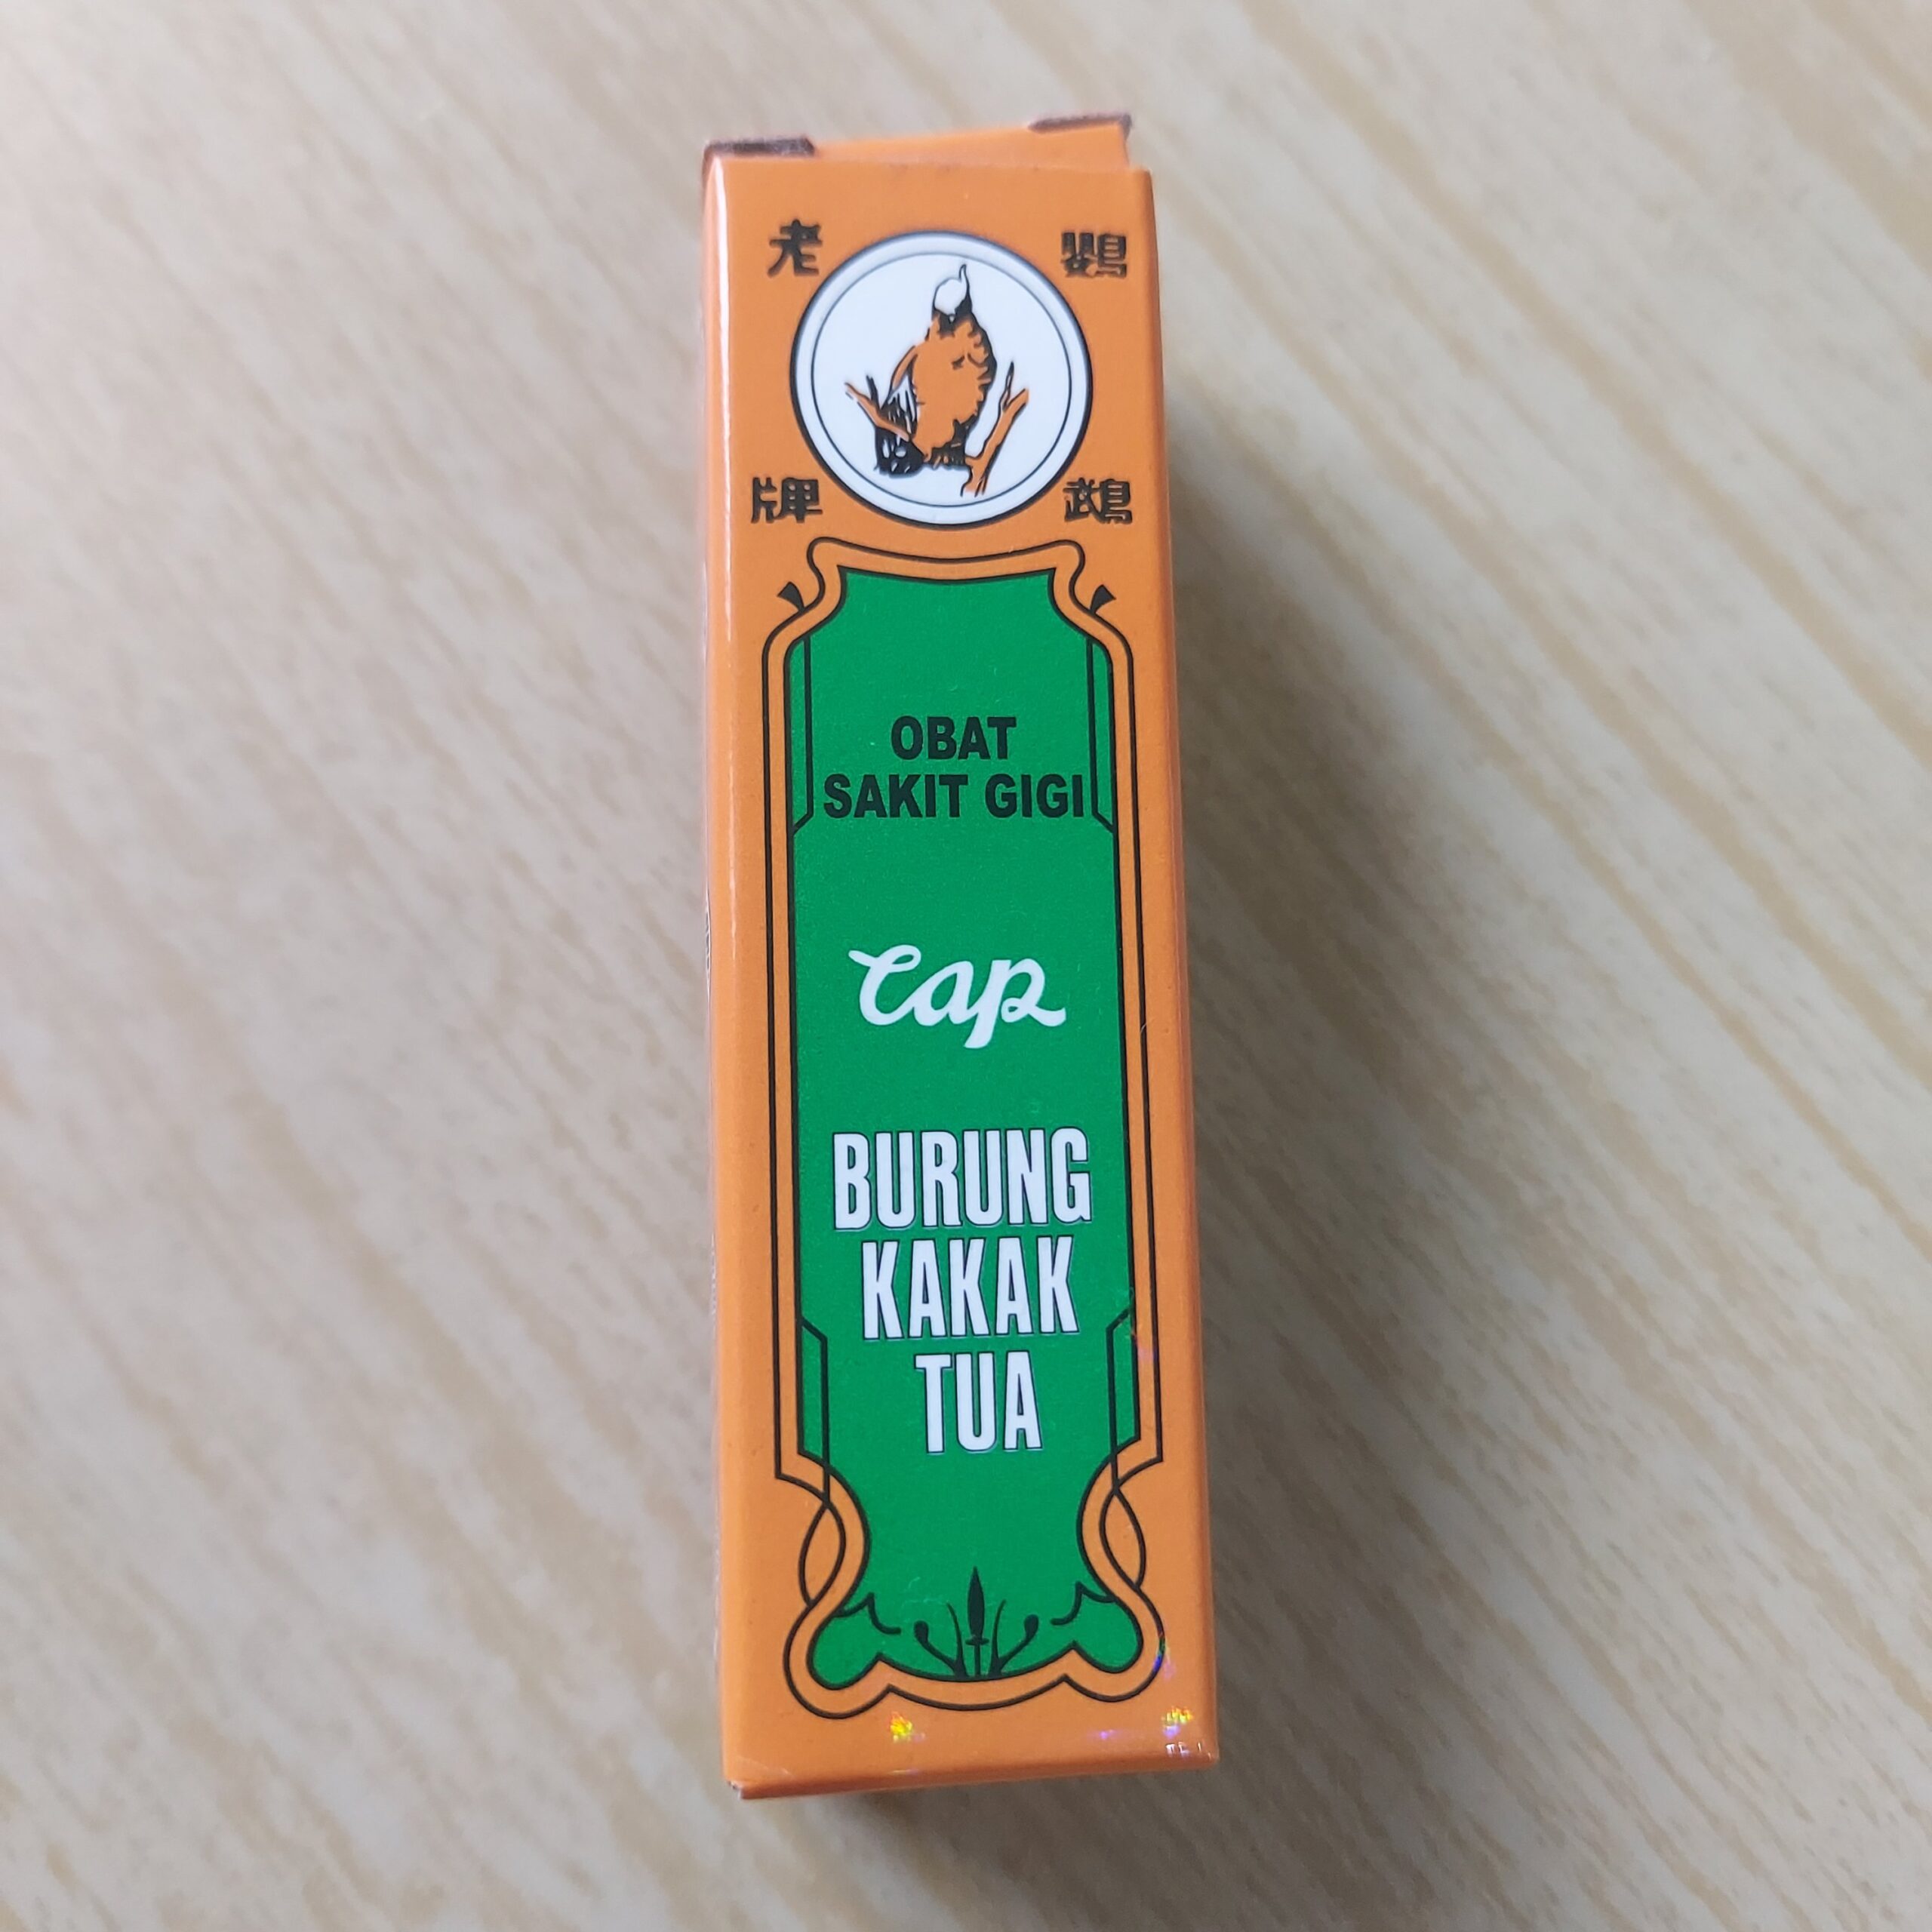 老 鸚
牌 鵡
OBAT
SAKIT GIGI
Cap
BURUNG
KAKAK
TUA